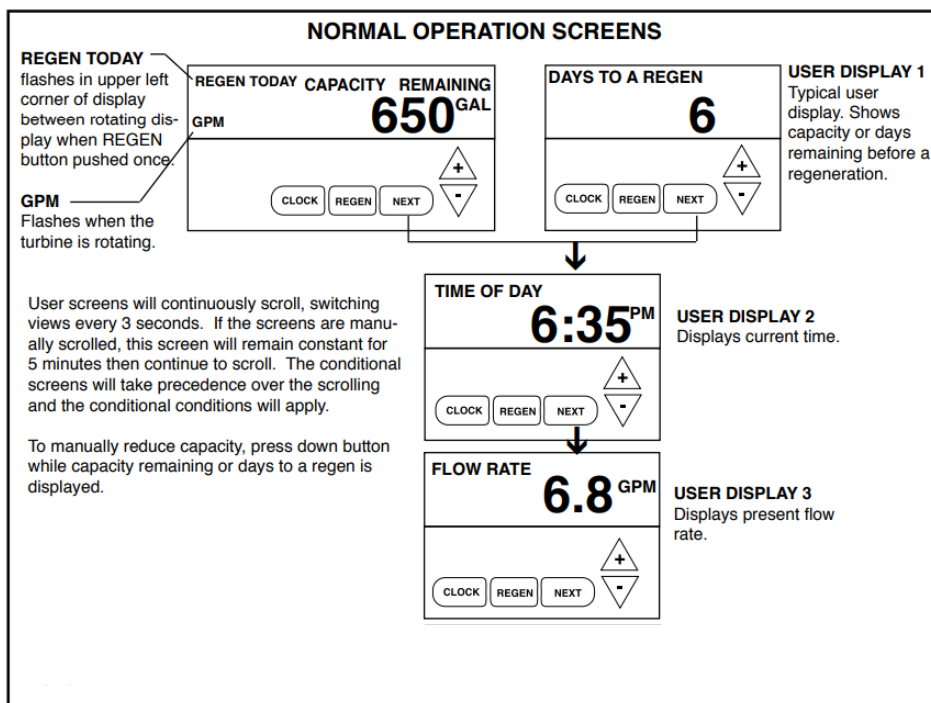 NORMAL OPERATION SCREENS
REGEN TODAY
flashes in upper left
corner of display
between rotating dis-
play when REGEN
button pushed once.
GPM
Flashes when the
turbine is rotating.
REGEN TODAY CAPACITY REMAINING
650 GAL
GPM
+
-
CLOCK REGEN NEXT
DAYS TO A REGEN
6
+
-
CLOCK REGEN NEXT
USER DISPLAY 1
Typical user
display. Shows
capacity or days
remaining before a
regeneration.
User screens will continuously scroll, switching
views every 3 seconds. If the screens are manu-
ally scrolled, this screen will remain constant for
5 minutes then continue to scroll. The conditional
screens will take precedence over the scrolling
and the conditional conditions will apply.
To manually reduce capacity, press down button
while capacity remaining or days to a regen is
displayed.
TIME OF DAY
6:35 PM
+
-
CLOCK REGEN NEXT
USER DISPLAY 2
Displays current time.
FLOW RATE
6.8 GPM
+
-
CLOCK REGEN NEXT
USER DISPLAY 3
Displays present flow
rate.